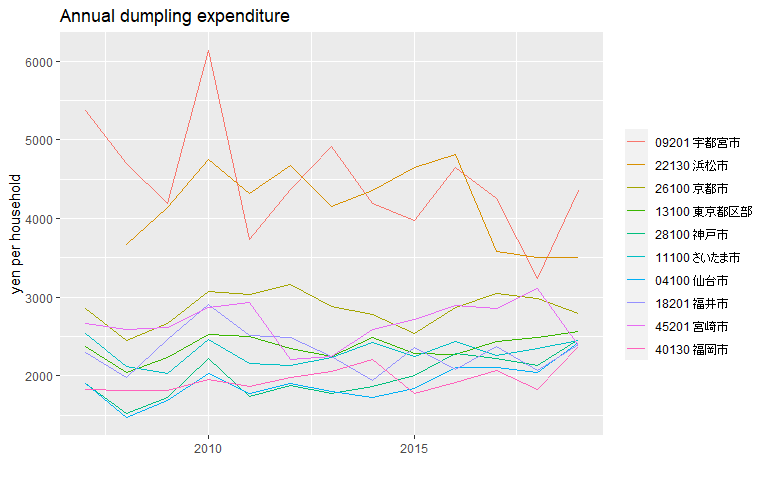 Annual dumpling expenditure
yen per household
6000
5000
4000
3000
2000
2010
2015
09201 宇都宮市
22130 浜松市
26100 京都市
13100 東京都区部
28100 神戸市
11100 さいたま市
04100 仙台市
18201 福井市
45201 宮崎市
40130 福岡市